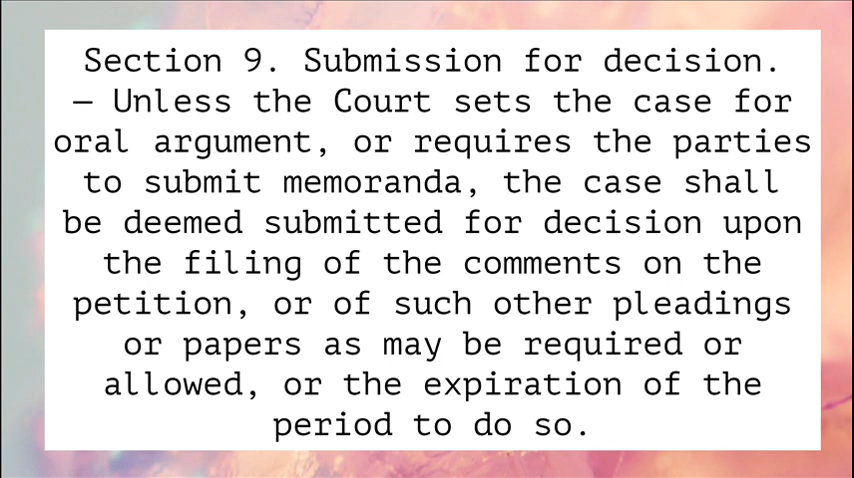 Section 9. Submission for decision.
— Unless the Court sets the case for
oral argument, or requires the parties
to submit memoranda, the case shall
be deemed submitted for decision upon
the filing of the comments on the
petition, or of such other pleadings
or papers as may be required or
allowed, or the expiration of the
period to do so.